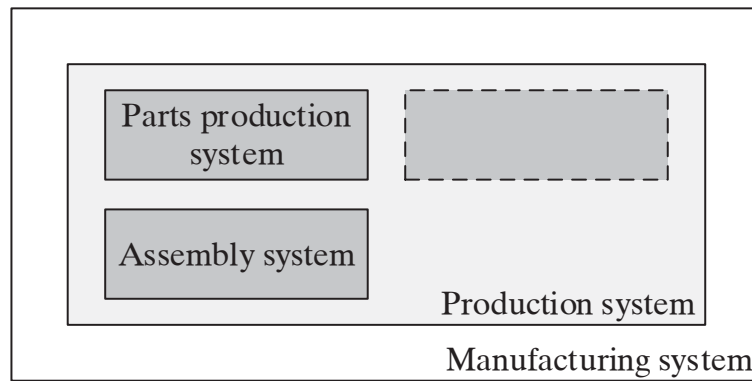 Parts production
system
Assembly system
Production system
Manufacturing system